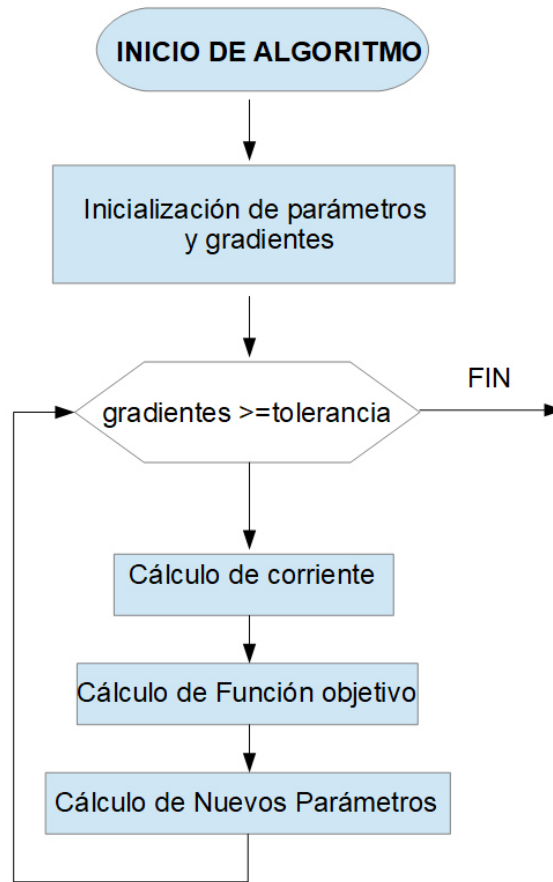 INICIO DE ALGORITMO
Inicialización de parámetros
y gradientes
gradientes >=tolerancia
FIN
Cálculo de corriente
Cálculo de Función objetivo
Cálculo de Nuevos Parámetros